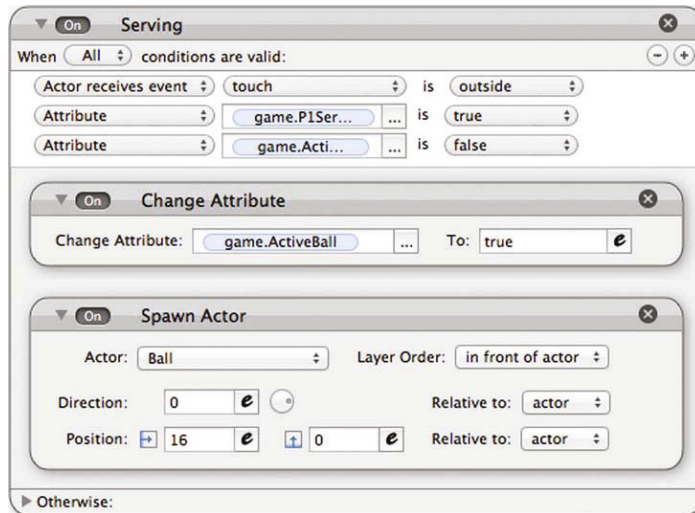 On Serving
When All conditions are valid:
Actor receives event touch is outside
Attribute game.P1Ser... ... is true
Attribute game.Acti... ... is false
On Change Attribute
Change Attribute: game.ActiveBall ... To: true e
On Spawn Actor
Actor: Ball Layer Order: in front of actor
Direction: 0 e Relative to: actor
Position: 16 e 0 e Relative to: actor
Otherwise: